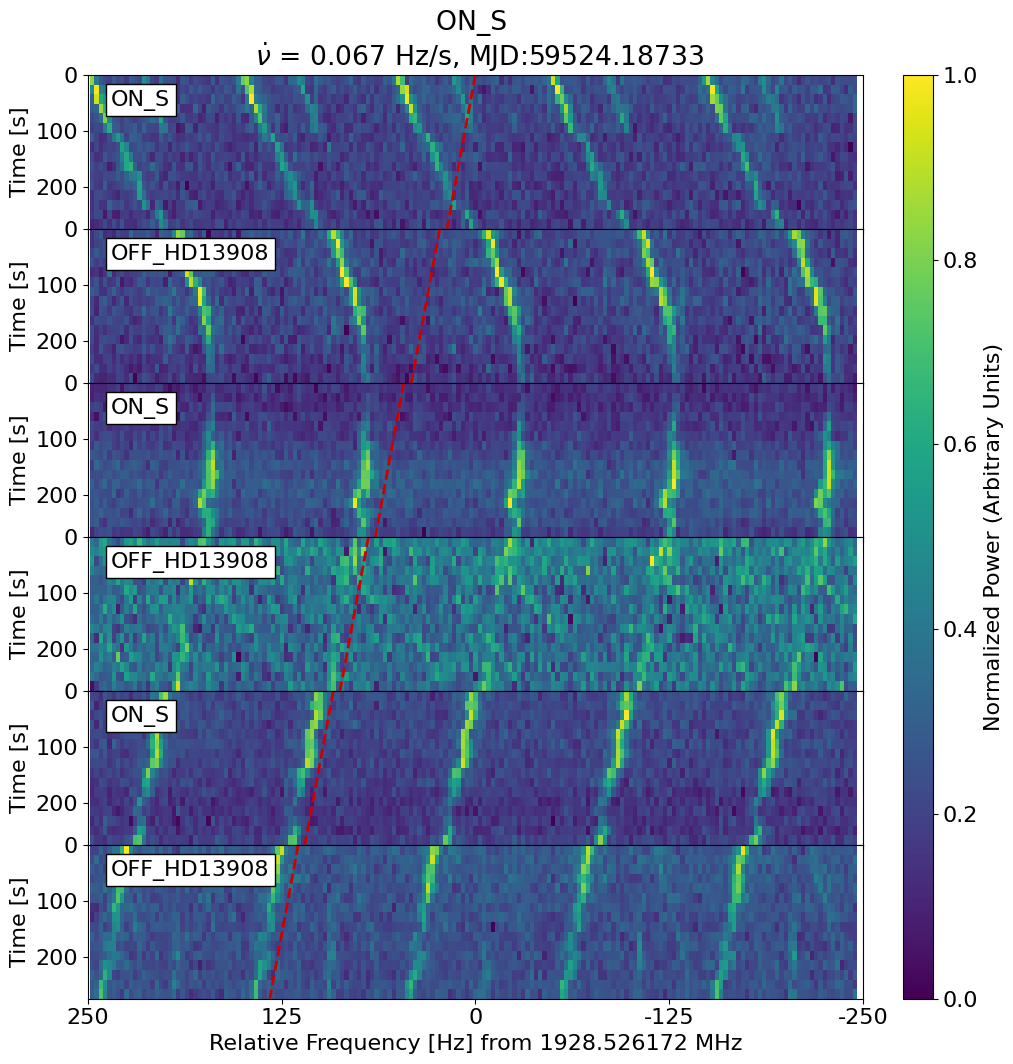 ON_S
ν̇ = 0.067 Hz/s, MJD:59524.18733
0
ON_S
100
200
Time [s]
0
OFF_HD13908
100
200
Time [s]
0
ON_S
100
200
Time [s]
0
OFF_HD13908
100
200
Time [s]
0
ON_S
100
200
Time [s]
0
OFF_HD13908
100
200
Time [s]
250 125 0 -125 -250
Relative Frequency [Hz] from 1928.526172 MHz
1.0
0.8
0.6
0.4
0.2
0.0
Normalized Power (Arbitrary Units)